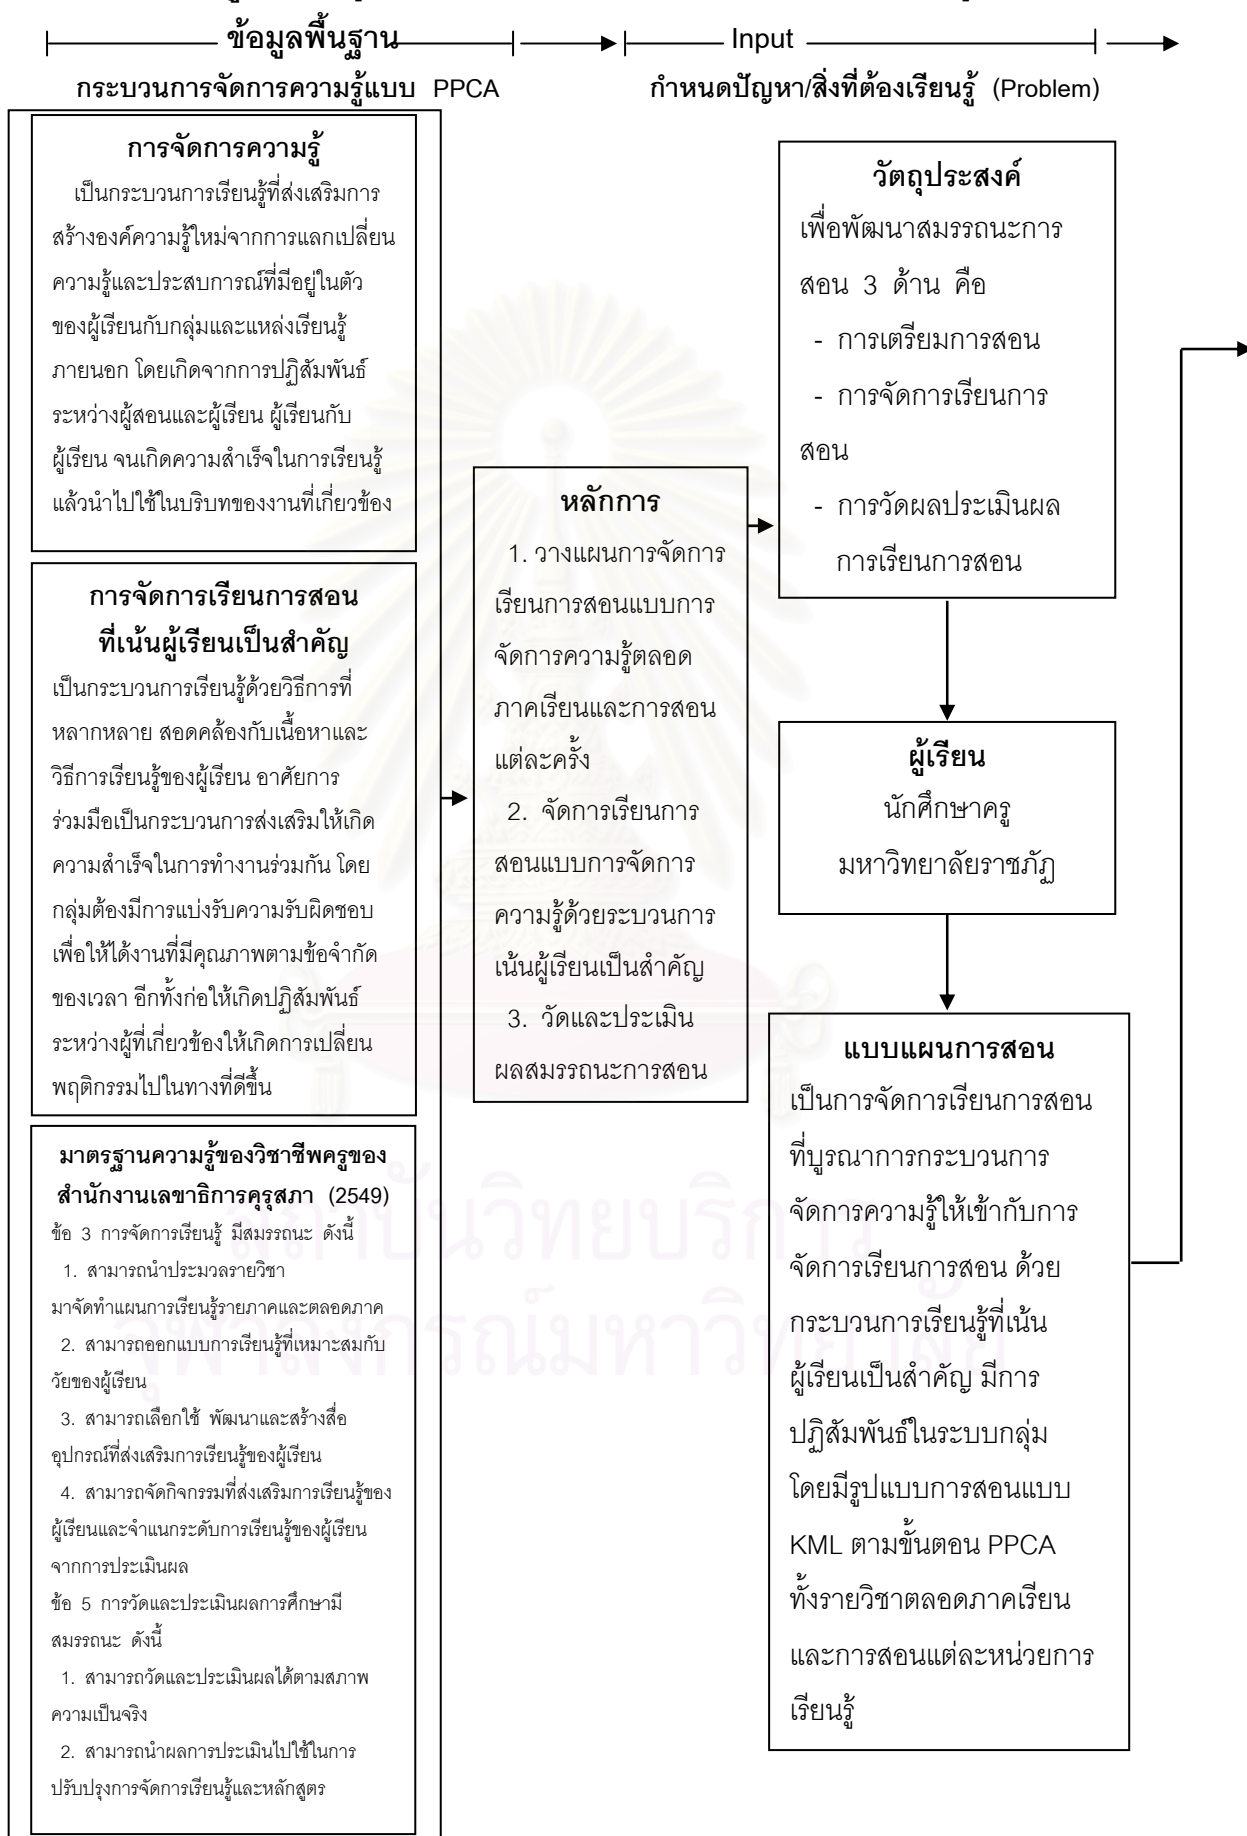 ข้อมูลพื้นฐาน
Input
กระบวนการจัดการความรู้แบบ PPCA
กำหนดปัญหา/สิ่งที่ต้องเรียนรู้ (Problem)
การจัดการความรู้
เป็นกระบวนการเรียนรู้ที่ส่งเสริมการ
สร้างองค์ความรู้ใหม่จากการแลกเปลี่ยน
ความรู้และประสบการณ์ที่มีอยู่ในตัว
ของผู้เรียนกับกลุ่มและแหล่งเรียนรู้
ภายนอก โดยเกิดจากการปฏิสัมพันธ์
ระหว่างผู้สอนและผู้เรียน ผู้เรียนกับ
ผู้เรียน จนเกิดความสำเร็จในการเรียนรู้
แล้วนำไปใช้ในบริบทของงานที่เกี่ยวข้อง
การจัดการเรียนการสอน
ที่เน้นผู้เรียนเป็นสำคัญ
เป็นกระบวนการเรียนรู้ด้วยวิธีการที่
หลากหลาย สอดคล้องกับเนื้อหาและ
วิธีการเรียนรู้ของผู้เรียน อาศัยการ
ร่วมมือเป็นกระบวนการส่งเสริมให้เกิด
ความสำเร็จในการทำงานร่วมกัน โดย
กลุ่มต้องมีการแบ่งรับความรับผิดชอบ
เพื่อให้ได้งานที่มีคุณภาพตามข้อจำกัด
ของเวลา อีกทั้งก่อให้เกิดปฏิสัมพันธ์
ระหว่างผู้ที่เกี่ยวข้องให้เกิดการเปลี่ยน
พฤติกรรมไปในทางที่ดีขึ้น
มาตรฐานความรู้ของวิชาชีพครูของ
สำนักงานเลขาธิการคุรุสภา (2549)
ข้อ 3 การจัดการเรียนรู้ มีสมรรถนะ ดังนี้
1. สามารถนำประมวลรายวิชา
มาจัดทำแผนการเรียนรู้รายภาคและตลอดภาค
2. สามารถออกแบบการเรียนรู้ที่เหมาะสมกับ
วัยของผู้เรียน
3. สามารถเลือกใช้ พัฒนาและสร้างสื่อ
อุปกรณ์ที่ส่งเสริมการเรียนรู้ของผู้เรียน
4. สามารถจัดกิจกรรมที่ส่งเสริมการเรียนรู้ของ
ผู้เรียนและจำแนกระดับการเรียนรู้ของผู้เรียน
จากการประเมินผล
ข้อ 5 การวัดและประเมินผลการศึกษามี
สมรรถนะ ดังนี้
1. สามารถวัดและประเมินผลได้ตามสภาพ
ความเป็นจริง
2. สามารถนำผลการประเมินไปใช้ในการ
ปรับปรุงการจัดการเรียนรู้และหลักสูตร
หลักการ
1. วางแผนการจัดการ
เรียนการสอนแบบการ
จัดการความรู้ตลอด
ภาคเรียนและการสอน
แต่ละครั้ง
2. จัดการเรียนการ
สอนแบบการจัดการ
ความรู้ด้วยระบวนการ
เน้นผู้เรียนเป็นสำคัญ
3. วัดและประเมิน
ผลสมรรถนะการสอน
วัตถุประสงค์
เพื่อพัฒนาสมรรถนะการ
สอน 3 ด้าน คือ
- การเตรียมการสอน
- การจัดการเรียนการ
สอน
- การวัดผลประเมินผล
การเรียนการสอน
ผู้เรียน
นักศึกษาครู
มหาวิทยาลัยราชภัฏ
แบบแผนการสอน
เป็นการจัดการเรียนการสอน
ที่บูรณาการกระบวนการ
จัดการความรู้ให้เข้ากับการ
จัดการเรียนการสอน ด้วย
กระบวนการเรียนรู้ที่เน้น
ผู้เรียนเป็นสำคัญ มีการ
ปฏิสัมพันธ์ในระบบกลุ่ม
โดยมีรูปแบบการสอนแบบ
KML ตามขั้นตอน PPCA
ทั้งรายวิชาตลอดภาคเรียน
และการสอนแต่ละหน่วยการ
เรียนรู้
สถาบันวิทยบริการ
จุฬาลงกรณ์มหาวิทยาลัย